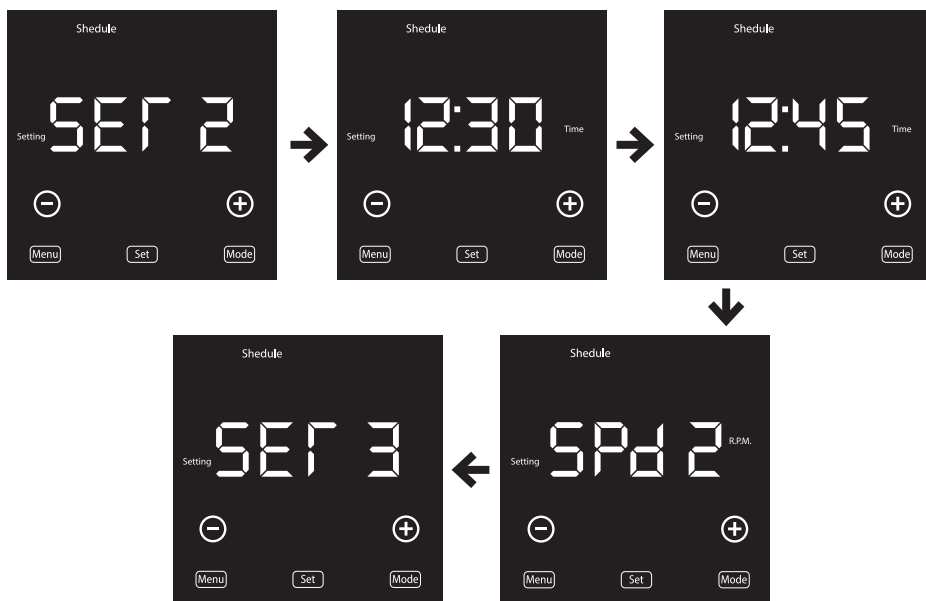 Shedule
Setting SET 2
Menu Set Mode
Shedule
Setting 12:30 Time
Menu Set Mode
Shedule
Setting 12:45 Time
Menu Set Mode
Shedule
Setting SPd 2 R.P.M.
Menu Set Mode
Shedule
Setting SET 3
Menu Set Mode